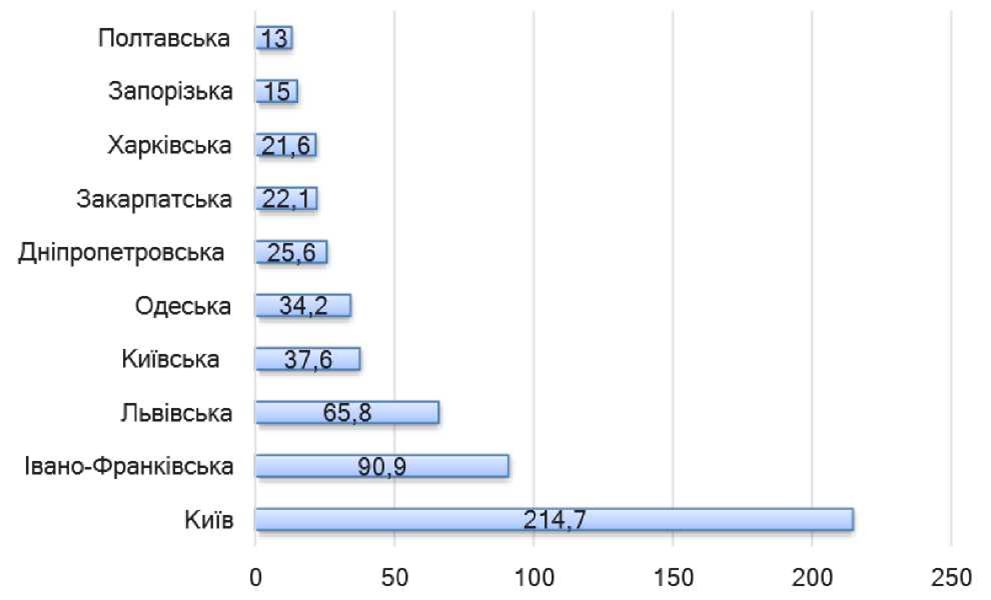 Полтавська 13
Запорізька 15
Харківська 21,6
Закарпатська 22,1
Дніпропетровська 25,6
Одеська 34,2
Київська 37,6
Львівська 65,8
Івано-Франківська 90,9
Київ 214,7
0 50 100 150 200 250